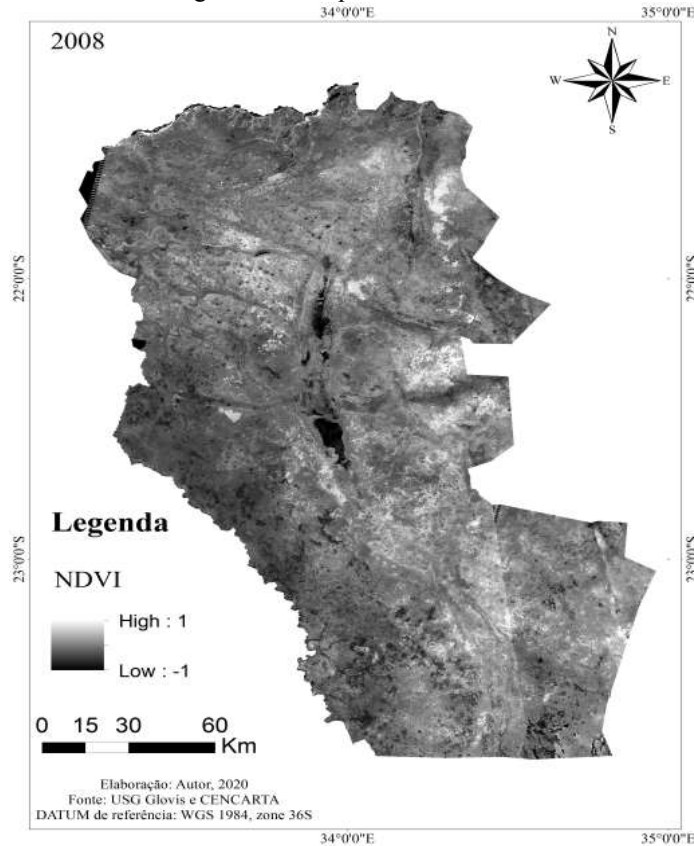 34°0'0"E
35°0'0"E
2008
N
W
E
S
22°0'0"S
22°0'0"S
23°0'0"S
23°0'0"S
Legenda
NDVI
High : 1
Low : -1
0 15 30 60
Km
Elaboração: Autor, 2020
Fonte: USG Glovis e CENCARTA
DATUM de referência: WGS 1984, zone 36S
34°0'0"E
35°0'0"E